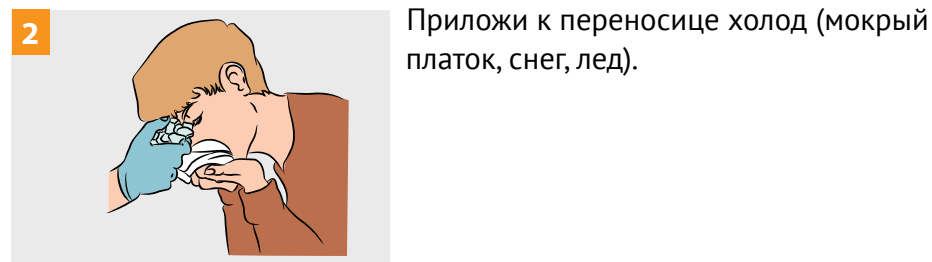 2
Приложи к переносице холод (мокрый
платок, снег, лед).